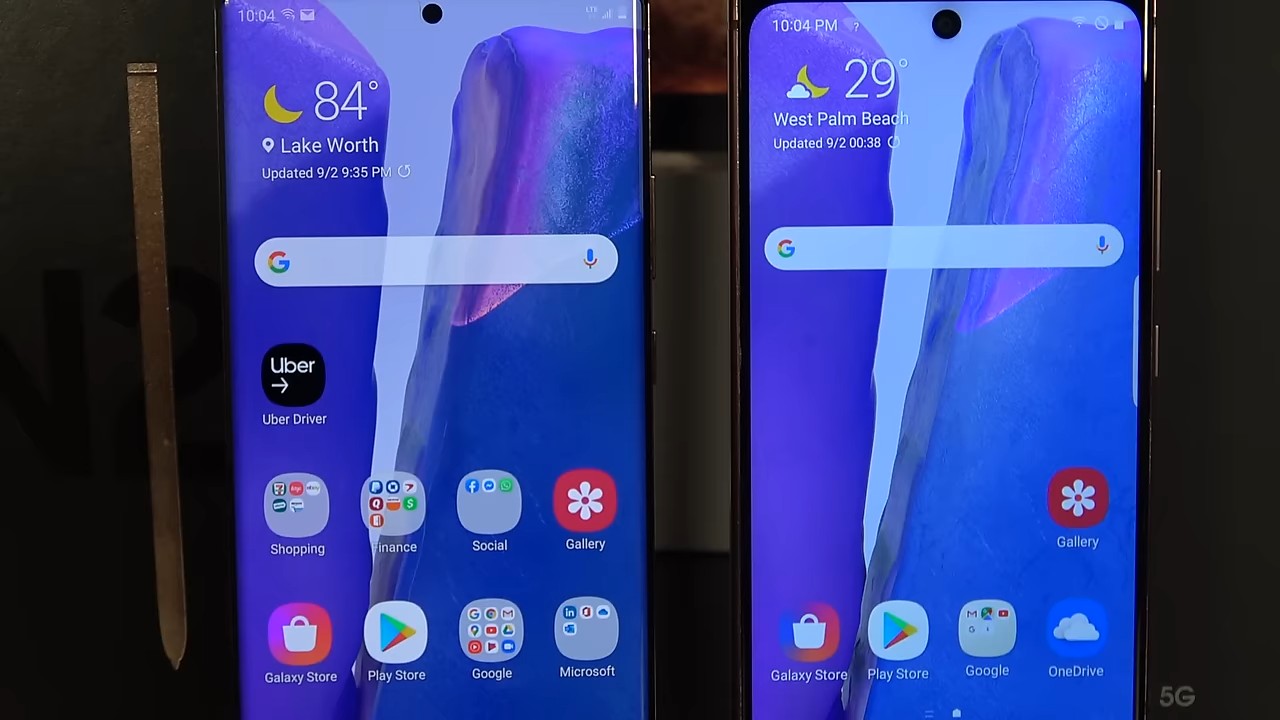 10:04
LTE
84°
Lake Worth
Updated 9/2 9:35 PM
Uber
Uber Driver
Shopping
Finance
Social
Gallery
Galaxy Store
Play Store
Google
Microsoft
10:04 PM
?
29°
West Palm Beach
Updated 9/2 00:38
Gallery
Galaxy Store
Play Store
Google
OneDrive
5G